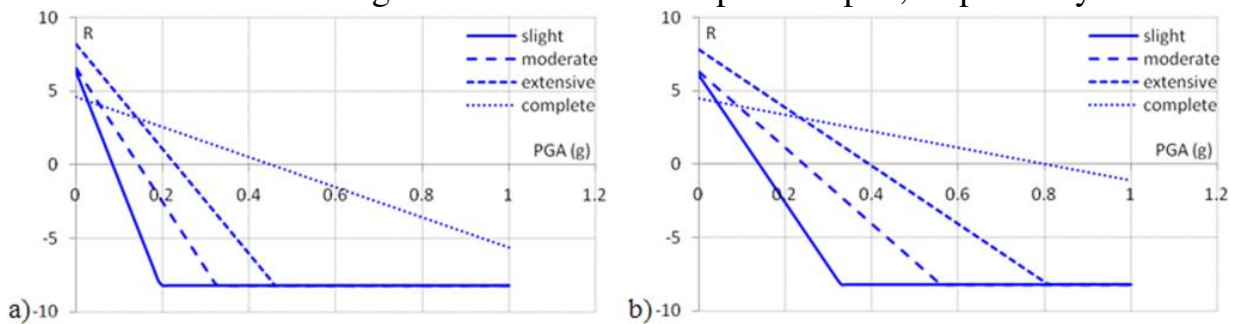 10
R
slight
moderate
extensive
complete
5
PGA (g)
0
0 0.2 0.4 0.6 0.8 1 1.2
-5
a) -10
10
R
slight
moderate
extensive
complete
5
PGA (g)
0
0 0.2 0.4 0.6 0.8 1 1.2
-5
b) -10